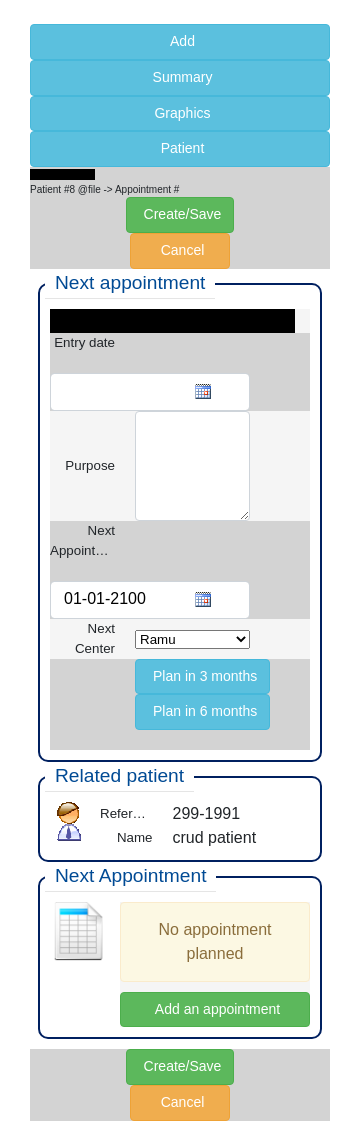 Add
Summary
Graphics
Patient
Patient #8 @file -> Appointment #
Create/Save
Cancel
Next appointment
Entry date
Purpose
Next
Appoint…
01-01-2100
Next
Center
Ramu
Plan in 3 months
Plan in 6 months
Related patient
Refer… 299-1991
Name crud patient
Next Appointment
No appointment
planned
Add an appointment
Create/Save
Cancel